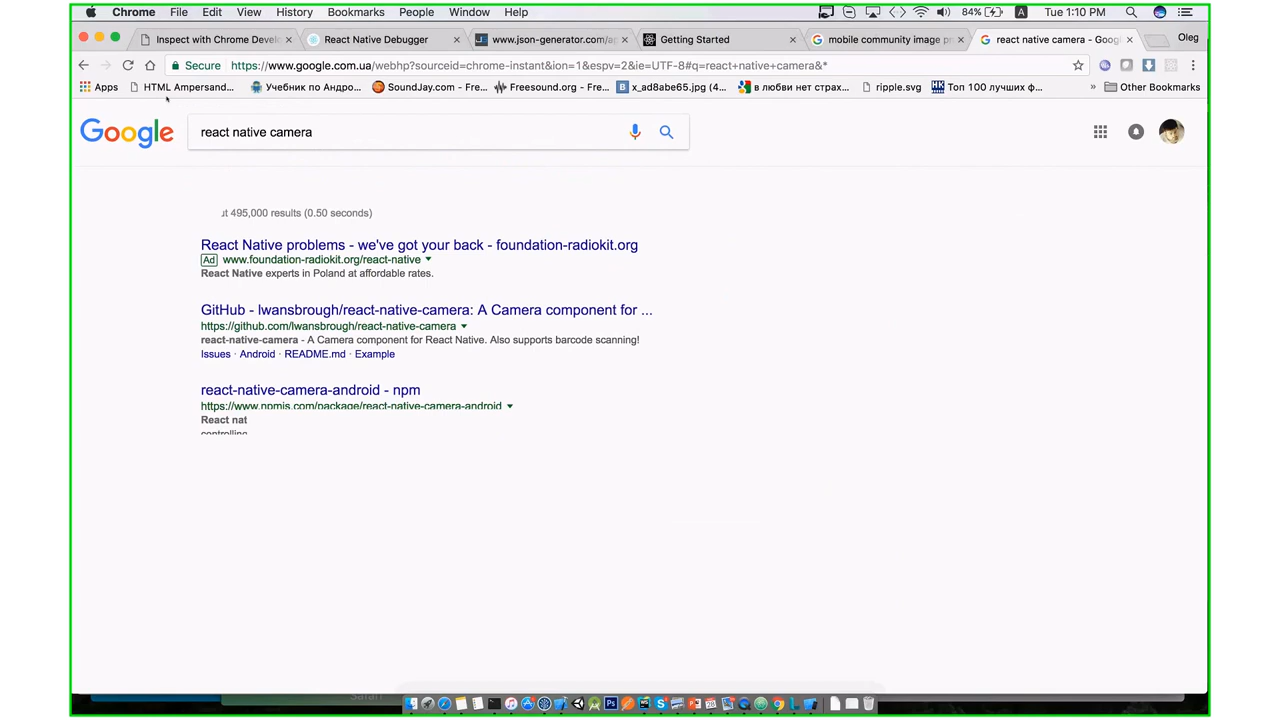 Chrome File Edit View History Bookmarks People Window Help 84% A Tue 1:10 PM
Inspect with Chrome Devel React Native Debugger www.json-generator.com/a Getting Started mobile community image p react native camera - Goog Oleg
Secure https://www.google.com.ua/webhp?sourceid=chrome-instant&ion=1&espv=2&ie=UTF-8#q=react+native+camera&*
Apps HTML Ampersand... Учебник по Андро... SoundJay.com - Fre... Freesound.org - Fre... x_ad8abe65.jpg (4... в любви нет страх... ripple.svg Топ 100 лучших ф... » Other Bookmarks
Google react native camera
ut 495,000 results (0.50 seconds)
React Native problems - we've got your back - foundation-radiokit.org
Ad www.foundation-radiokit.org/react-native
React Native experts in Poland at affordable rates.
GitHub - lwansbrough/react-native-camera: A Camera component for ...
https://github.com/lwansbrough/react-native-camera
react-native-camera - A Camera component for React Native. Also supports barcode scanning!
Issues · Android · README.md · Example
react-native-camera-android - npm
https://www.npmjs.com/package/react-native-camera-android
React nat
controlling
Safari